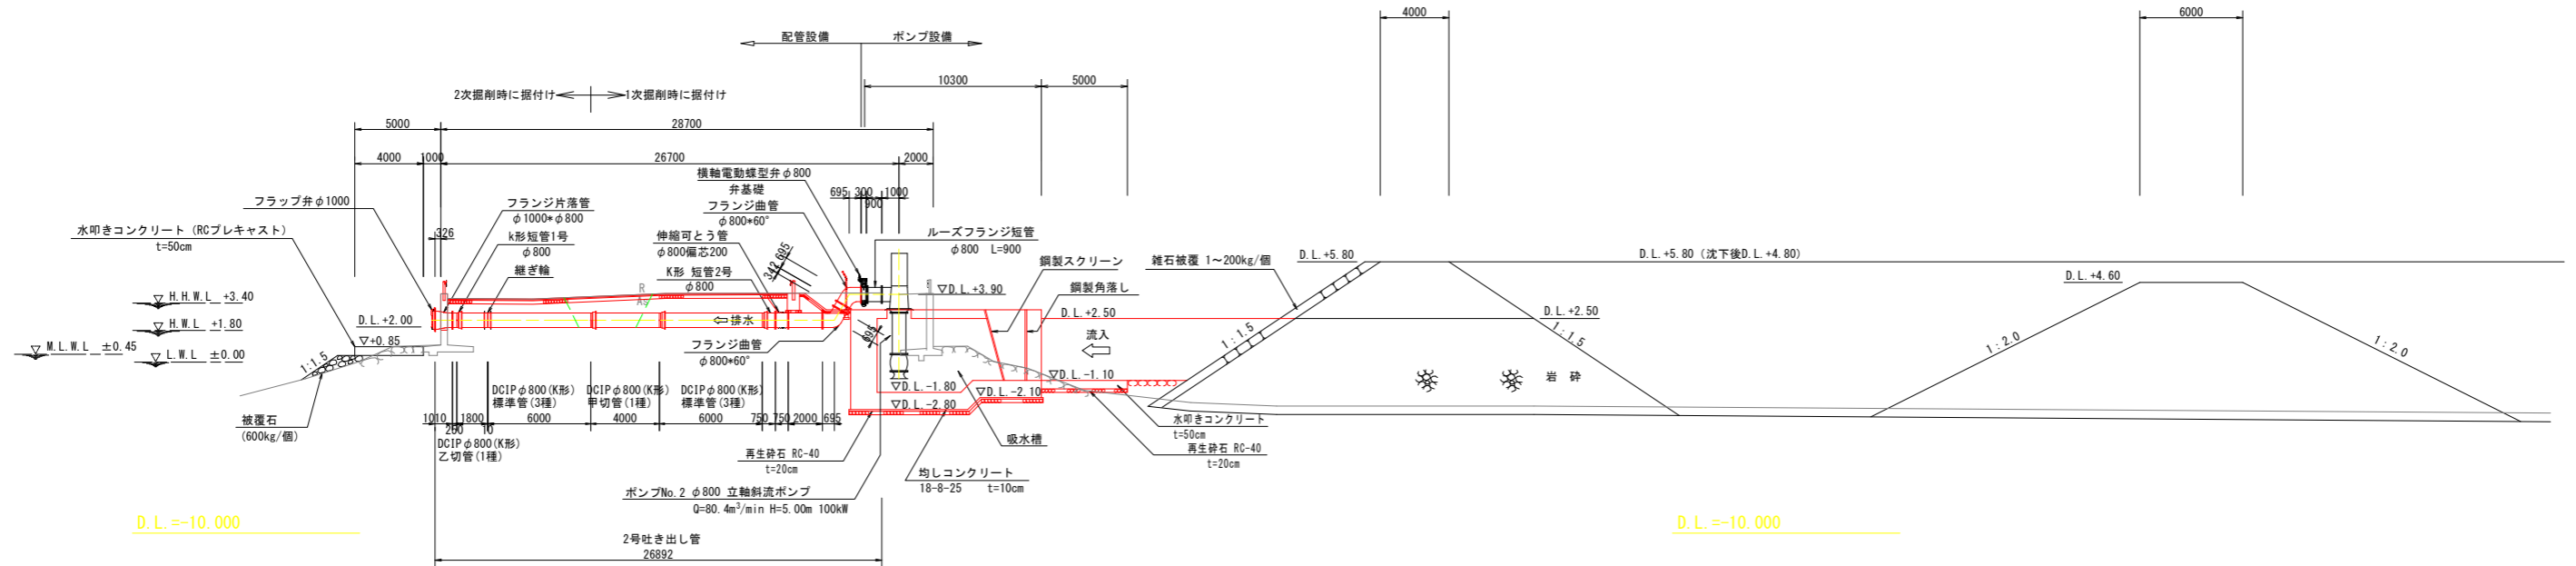 4000
6000
配管設備
ポンプ設備
10300
5000
2次掘削時に据付け
1次掘削時に据付け
5000
28700
4000
1000
26700
2000
横軸電動蝶型弁φ800
弁基礎
695
300
1000
900
フラップ弁φ1000
フランジ片落管
φ1000*φ800
フランジ曲管
φ800*60°
水叩きコンクリート(RCプレキャスト)
t=50cm
326
k形短管1号
φ800
伸縮可とう管
φ800偏芯200
342
695
ルーズフランジ短管
φ800 L=900
継ぎ輪
K形 短管2号
φ800
鋼製スクリーン
雑石被覆 1〜200kg/個
D.L.+5.80
D.L.+5.80 (沈下後D.L.+4.80)
D.L.+4.60
R
As
▽D.L.+3.90
鋼製角落し
▽ H.H.W.L +3.40
▽ H.W.L +1.80
D.L.+2.00
⇦排水
D.L.+2.50
D.L.+2.50
▽ M.L.W.L ±0.45
▽ L.W.L ±0.00
▽+0.85
1:1.5
695
流入
1:1.5
1:1.5
1:2.0
1:2.0
フランジ曲管
φ800*60°
▽D.L.-1.10
岩 砕
DCIPφ800(K形)
標準管(3種)
DCIPφ800(K形)
甲切管(1種)
DCIPφ800(K形)
標準管(3種)
▽D.L.-1.80
▽D.L.-2.10
▽D.L.-2.80
1010
1800
6000
4000
6000
750
750
2000
695
10
DCIPφ800(K形)
乙切管(1種)
被覆石
(600kg/個)
水叩きコンクリート
t=50cm
吸水槽
再生砕石 RC-40
t=20cm
再生砕石 RC-40
t=20cm
均しコンクリート
18-8-25 t=10cm
ポンプNo.2 φ800 立軸斜流ポンプ
Q=80.4m³/min H=5.00m 100kW
D.L.=-10.000
D.L.=-10.000
2号吐き出し管
26892